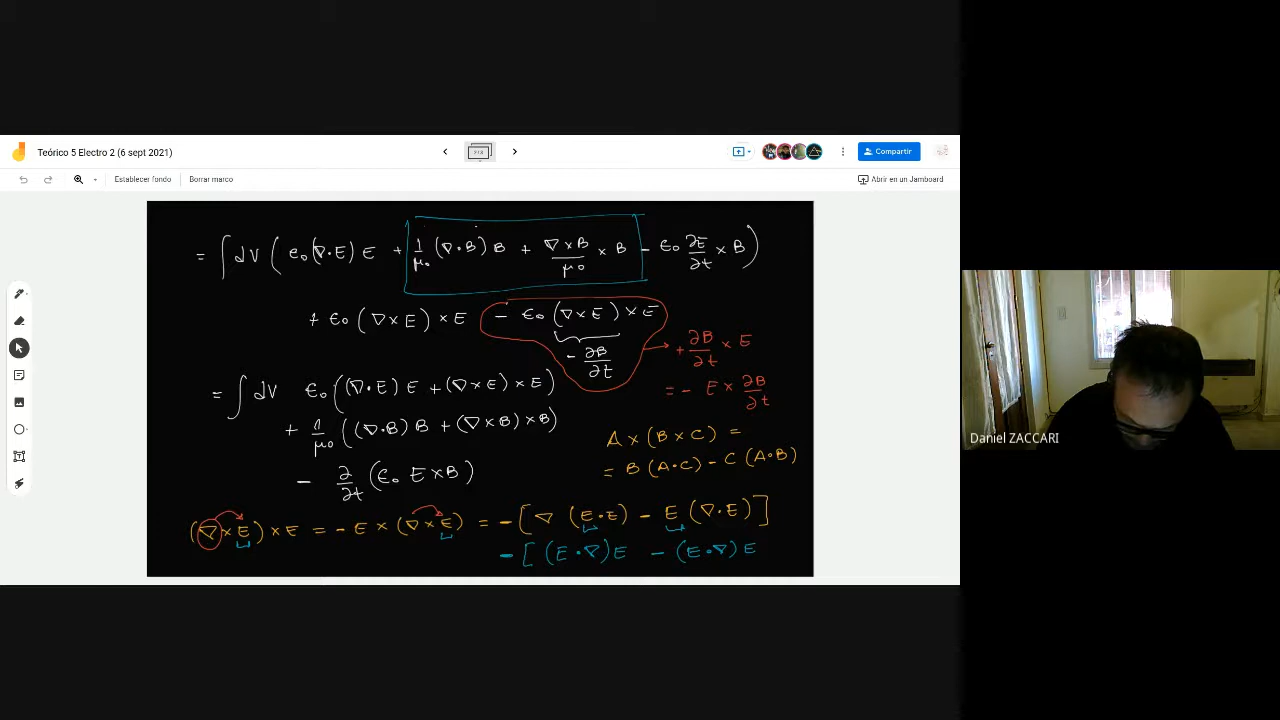 Teórico 5 Electro 2 (6 sept 2021)
Compartir
Establecer fondo Borrar marco Abrir en un Jamboard
= ∫ dV ( ε₀(∇·E) E + 1/μ₀ (∇·B) B + ∇×B/μ₀ × B − ε₀ ∂E/∂t × B )
+ ε₀ (∇×E) × E − ε₀ (∇×E) × E
− ∂B/∂t → + ∂B/∂t × E
= − E × ∂B/∂t
= ∫ dV ε₀ ((∇·E) E + (∇×E) × E)
+ 1/μ₀ ((∇·B) B + (∇×B) × B)
− ∂/∂t (ε₀ E×B)
A × (B × C) =
= B (A·C) − C (A·B)
(∇×E) × E = − E × (∇×E) = − [ ∇ (E·E) − E (∇·E) ]
− [ (E·∇) E − (E·∇) E
Daniel ZACCARI